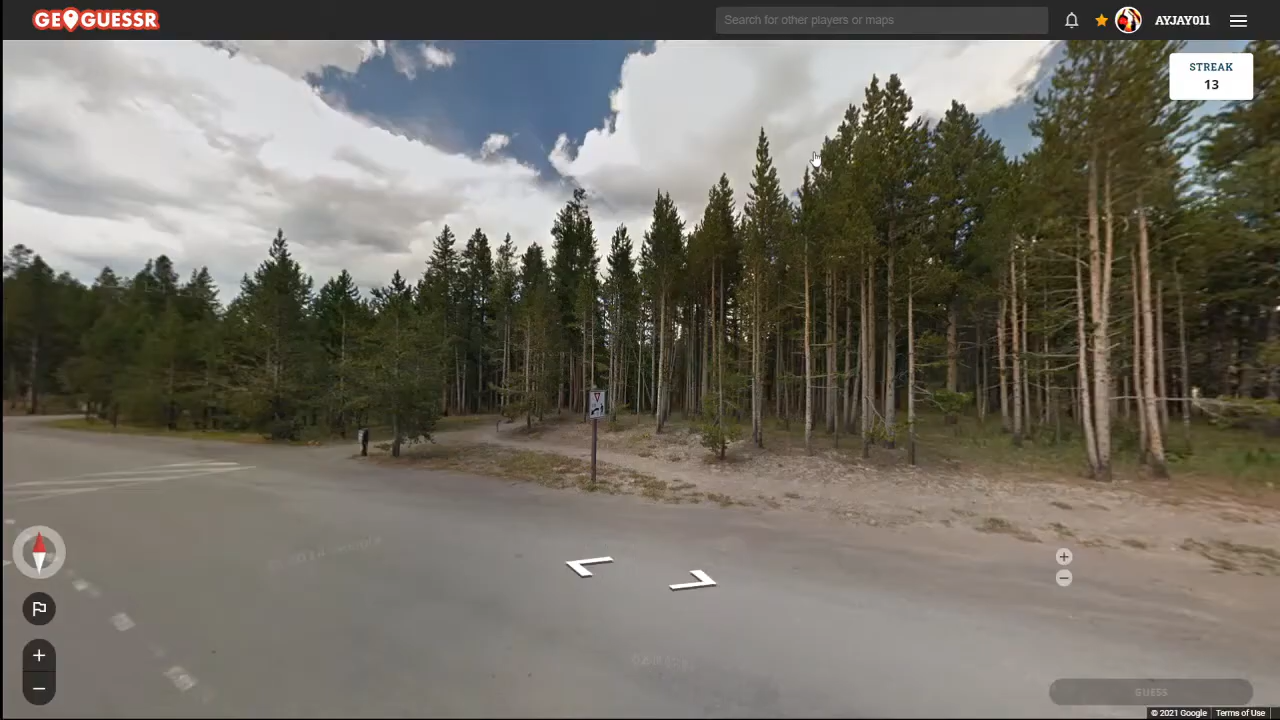 GEOGUESSR
Search for other players or maps
AYJAY011
STREAK
13
GUESS
© 2021 Google
Terms of Use